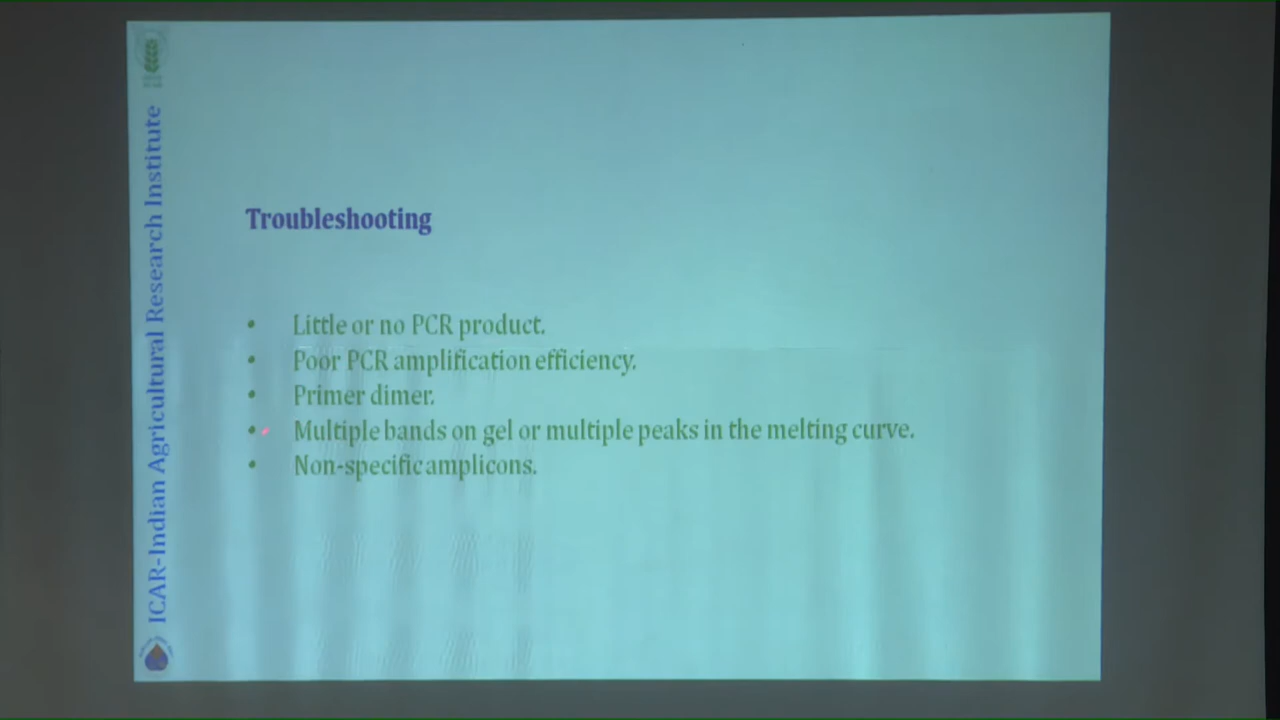 ICAR-Indian Agricultural Research Institute
Troubleshooting
• Little or no PCR product.
• Poor PCR amplification efficiency.
• Primer dimer.
• Multiple bands on gel or multiple peaks in the melting curve.
• Non-specific amplicons.